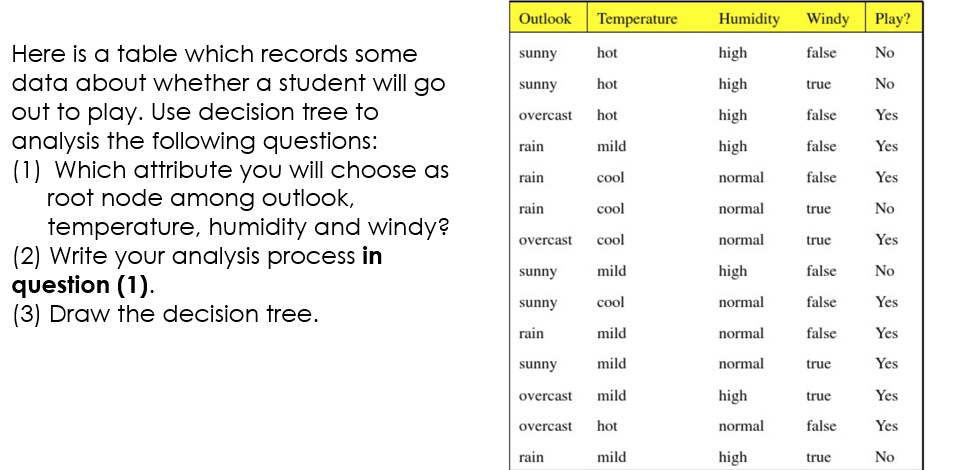 Here is a table which records some
data about whether a student will go
out to play. Use decision tree to
analysis the following questions:
(1) Which attribute you will choose as
root node among outlook,
temperature, humidity and windy?
(2) Write your analysis process in
question (1).
(3) Draw the decision tree.
Outlook Temperature Humidity Windy Play?
sunny hot high false No
sunny hot high true No
overcast hot high false Yes
rain mild high false Yes
rain cool normal false Yes
rain cool normal true No
overcast cool normal true Yes
sunny mild high false No
sunny cool normal false Yes
rain mild normal false Yes
sunny mild normal true Yes
overcast mild high true Yes
overcast hot normal false Yes
rain mild high true No